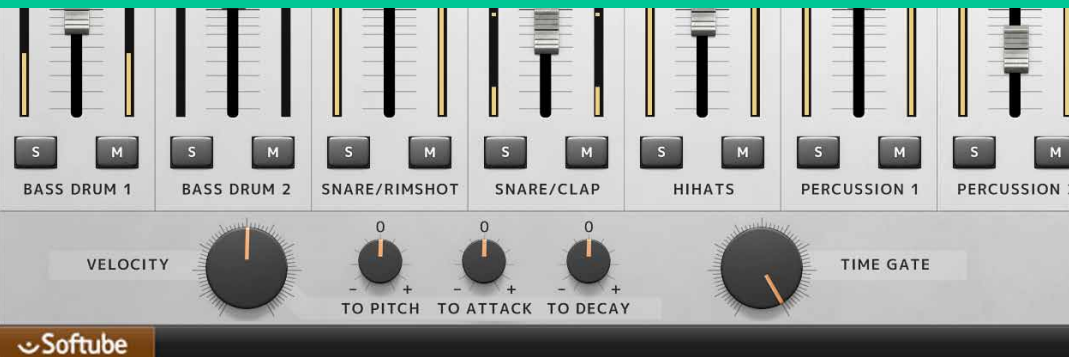 S M S M S M S M S M S M S M
BASS DRUM 1 BASS DRUM 2 SNARE/RIMSHOT SNARE/CLAP HIHATS PERCUSSION 1 PERCUSSION
0 0 0
VELOCITY TIME GATE
- + - + - +
TO PITCH TO ATTACK TO DECAY
Softube